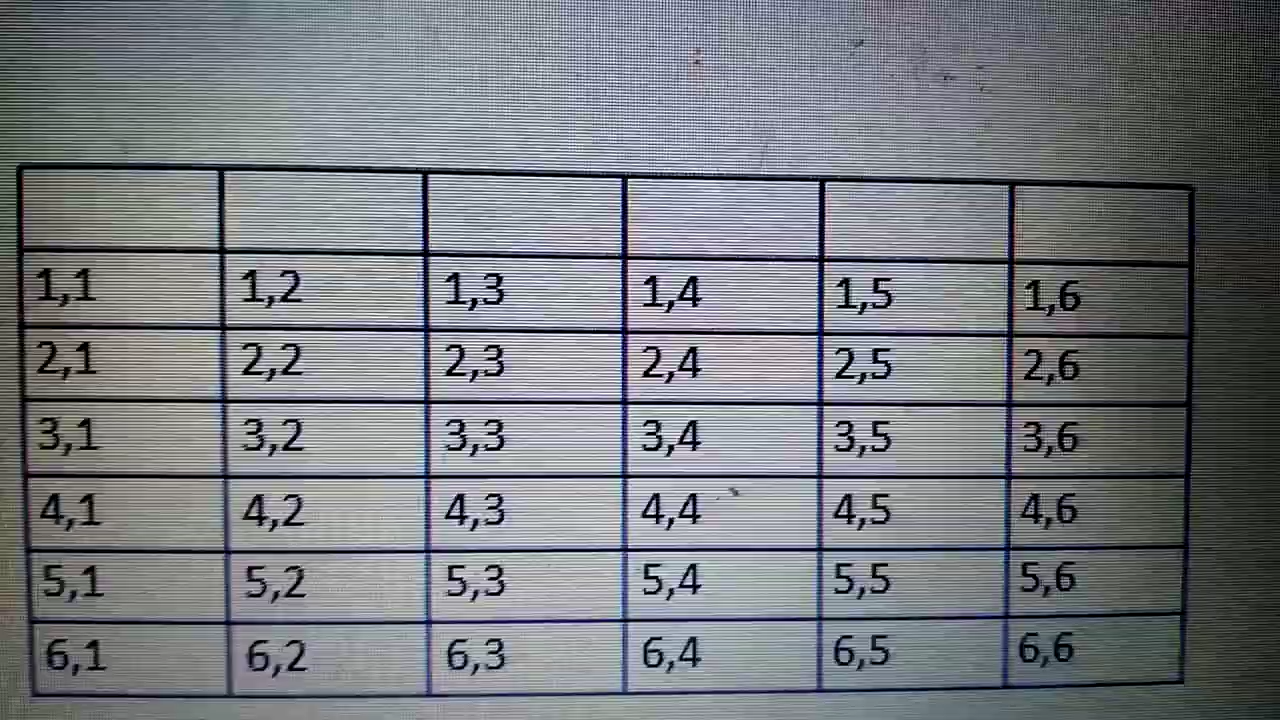 1,1 1,2 1,3 1,4 1,5 1,6
2,1 2,2 2,3 2,4 2,5 2,6
3,1 3,2 3,3 3,4 3,5 3,6
4,1 4,2 4,3 4,4 4,5 4,6
5,1 5,2 5,3 5,4 5,5 5,6
6,1 6,2 6,3 6,4 6,5 6,6